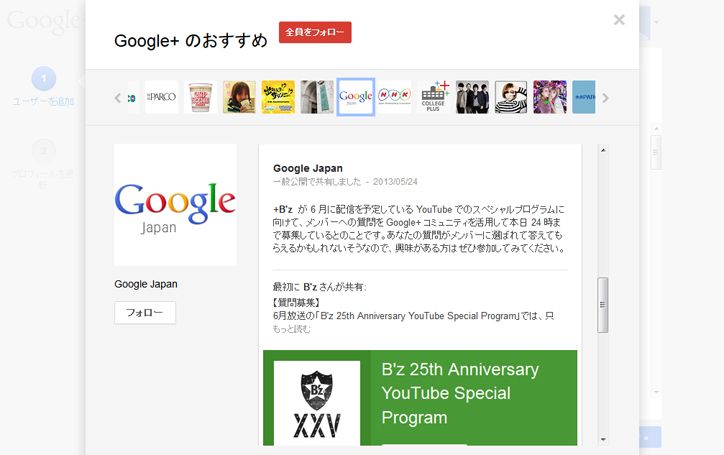 Google
Google+ のおすすめ
全員をフォロー
1
ユーザーを追加
PARCO
Google
Japan
NHK
COLLEGE
PLUS
2
Google
Japan
Google Japan
フォロー
Google Japan
一般公開で共有しました - 2013/05/24
+B'z が 6 月に配信を予定している YouTube でのスペシャルプログラムに
向けて、メンバーへの質問を Google+ コミュニティを活用して本日 24 時ま
で募集しているとのことです。あなたの質問がメンバーに選ばれて答えても
らえるかもしれないそうなので、興味がある方はぜひ参加してみてください。
最初に B'z さんが共有:
【質問募集】
6月放送の「B'z 25th Anniversary YouTube Special Program」では、只
もっと読む
B'z
XXV
B'z 25th Anniversary
YouTube Special
Program